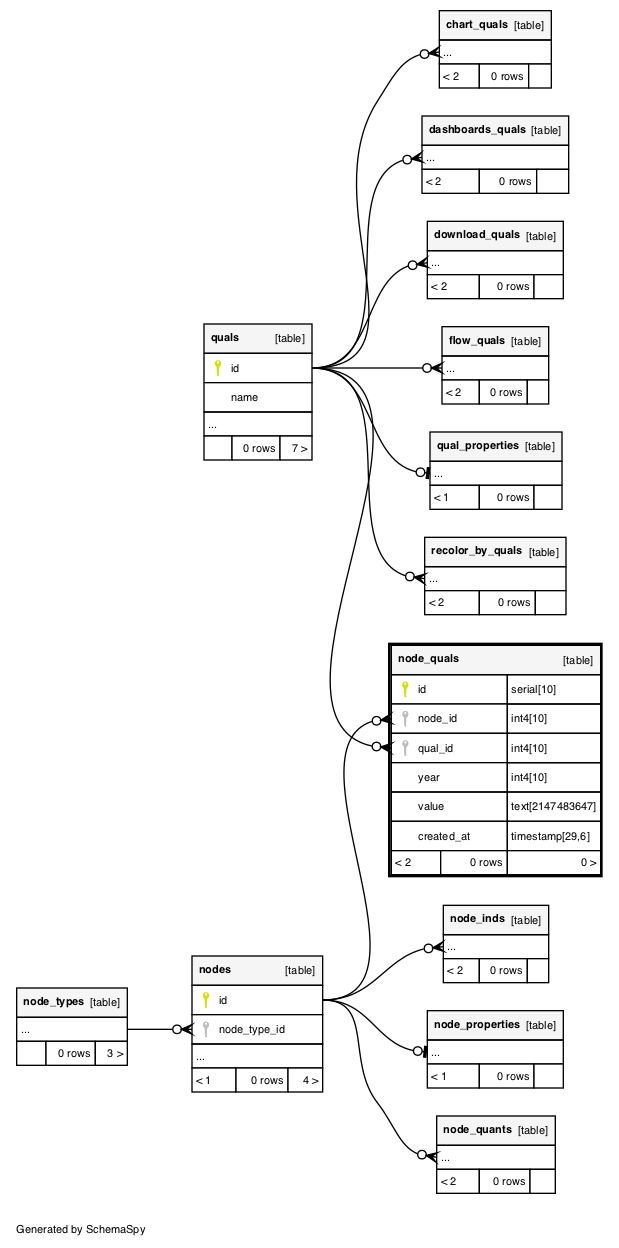 chart_quals [table]
...
< 2 0 rows
dashboards_quals [table]
...
< 2 0 rows
download_quals [table]
...
< 2 0 rows
quals [table]
id
name
...
0 rows 7 >
flow_quals [table]
...
< 2 0 rows
qual_properties [table]
...
< 1 0 rows
recolor_by_quals [table]
...
< 2 0 rows
node_quals [table]
id serial[10]
node_id int4[10]
qual_id int4[10]
year int4[10]
value text[2147483647]
created_at timestamp[29,6]
< 2 0 rows 0 >
node_inds [table]
...
< 2 0 rows
nodes [table]
id
node_type_id
...
< 1 0 rows 4 >
node_types [table]
...
0 rows 3 >
node_properties [table]
...
< 1 0 rows
node_quants [table]
...
< 2 0 rows
Generated by SchemaSpy